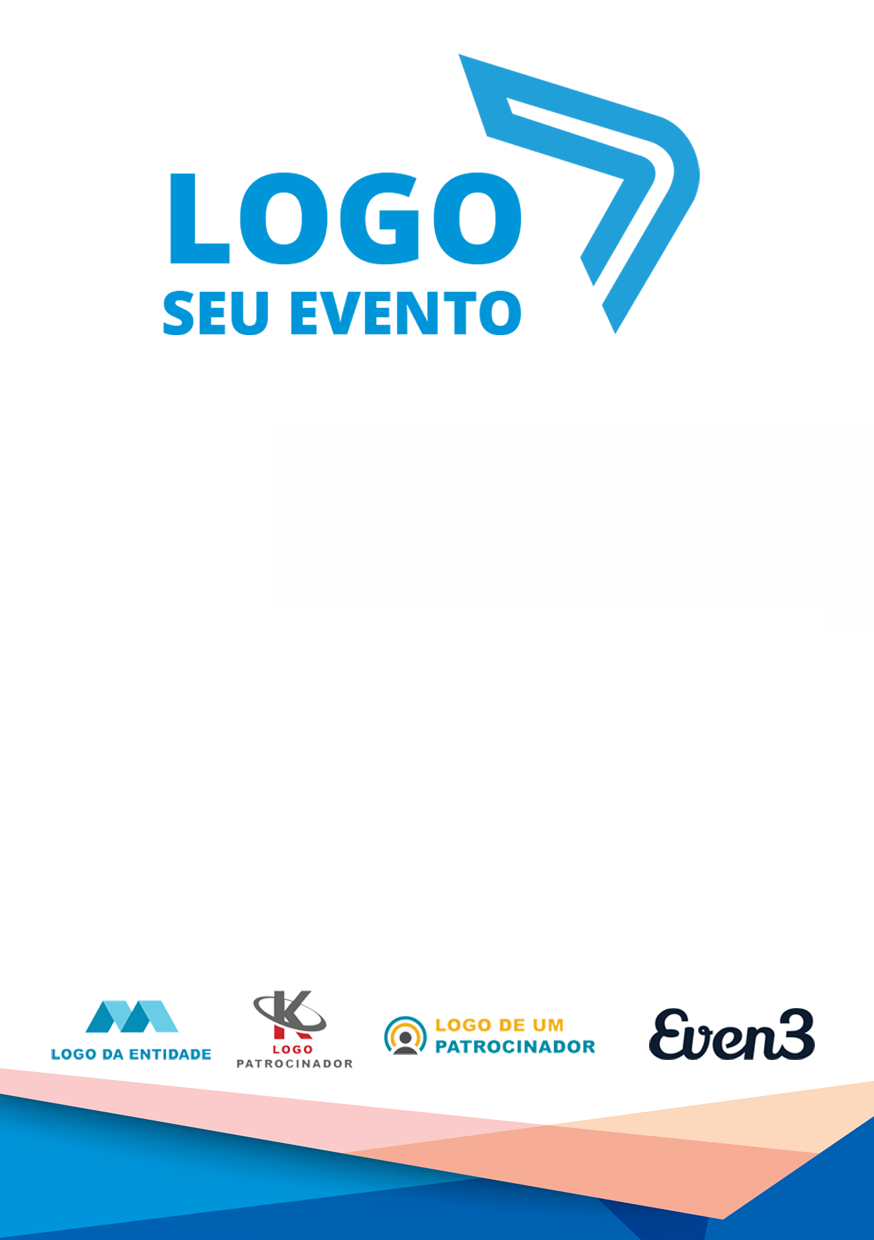 LOGO
SEU EVENTO
LOGO DA ENTIDADE
K
LOGO
PATROCINADOR
LOGO DE UM
PATROCINADOR
Even3